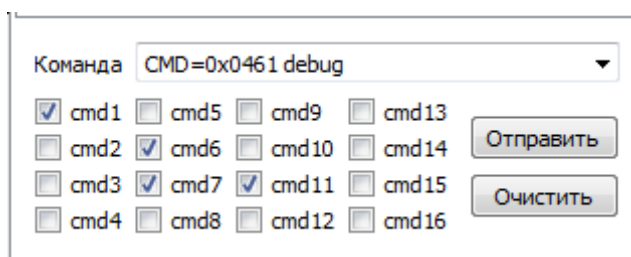 Команда CMD=0x0461 debug
cmd1 cmd5 cmd9 cmd13
cmd2 cmd6 cmd10 cmd14
Отправить
cmd3 cmd7 cmd11 cmd15
Очистить
cmd4 cmd8 cmd12 cmd16